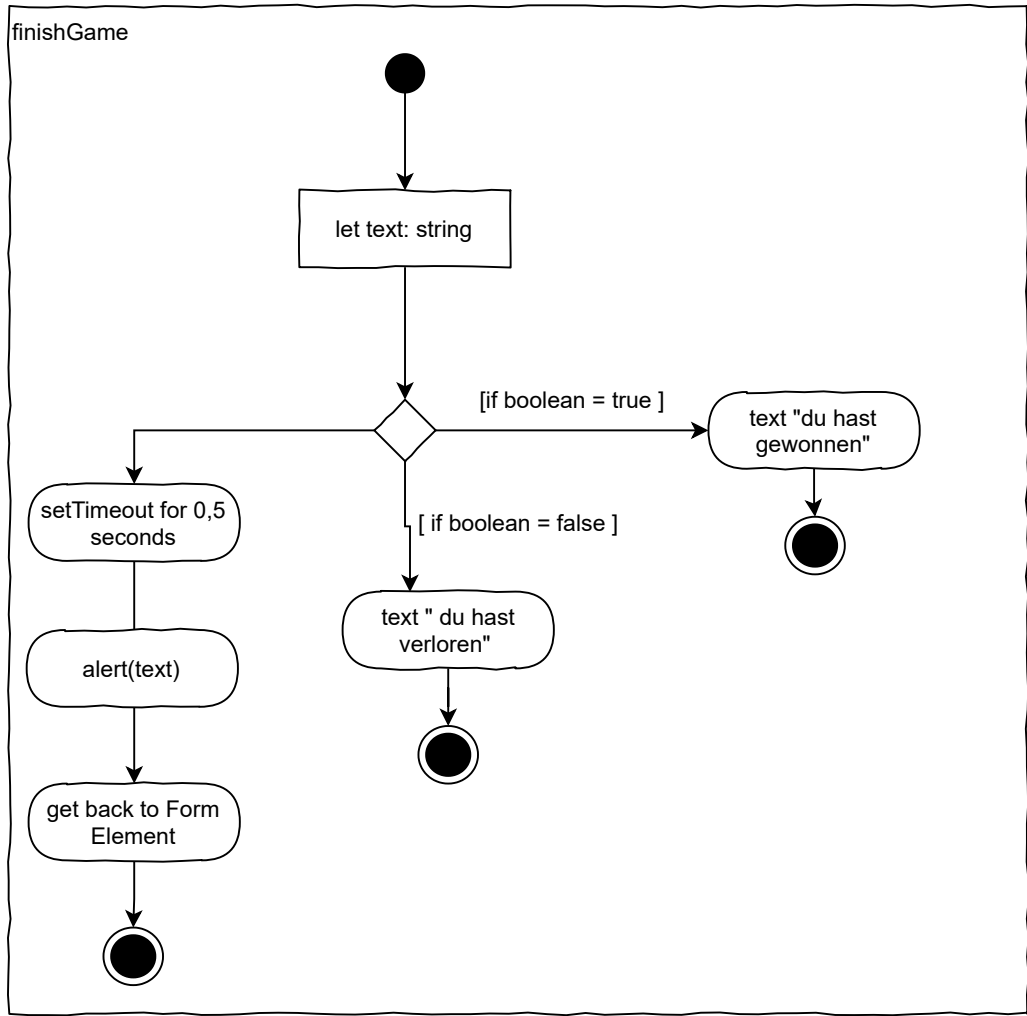 finishGame
let text: string
[if boolean = true ]
text "du hast
gewonnen"
setTimeout for 0,5
seconds
[ if boolean = false ]
text " du hast
verloren"
alert(text)
get back to Form
Element